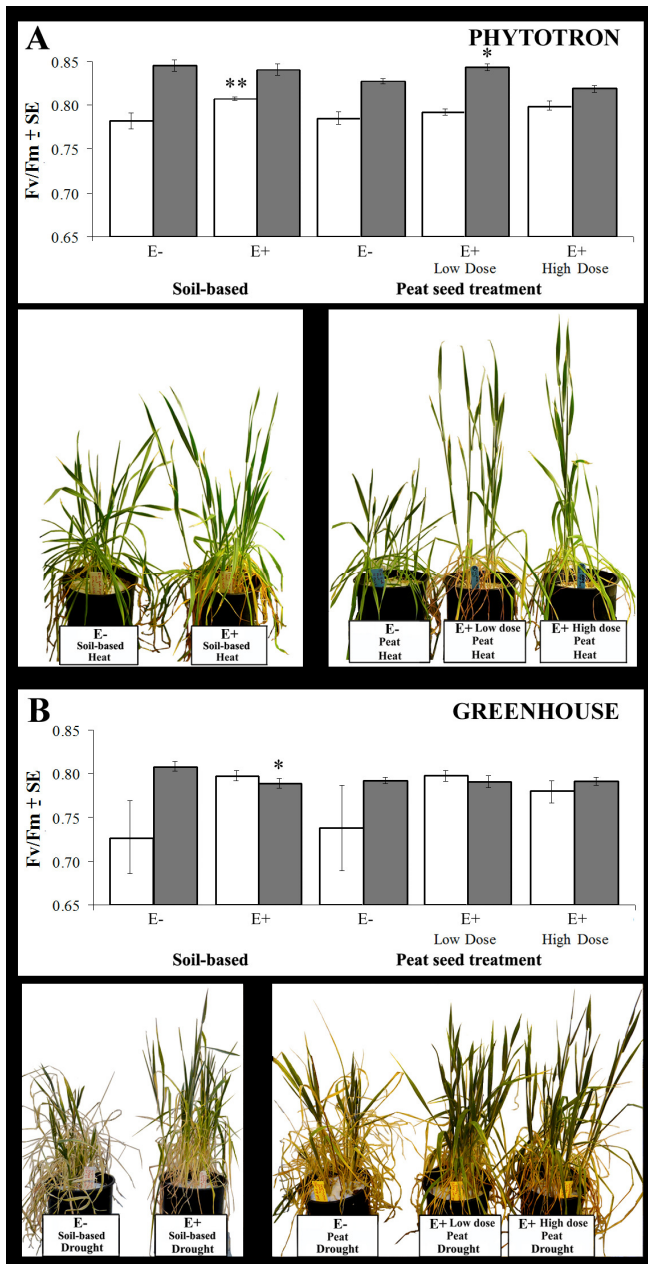 A
PHYTOTRON
Fv/Fm ± SE
0.85
0.80
0.75
0.70
0.65
**
*
E- E+ E- E+ E+
Low Dose High Dose
Soil-based Peat seed treatment
E-
Soil-based
Heat
E+
Soil-based
Heat
E-
Peat
Heat
E+ Low dose
Peat
Heat
E+ High dose
Peat
Heat
B
GREENHOUSE
Fv/Fm ± SE
0.85
0.80
0.75
0.70
0.65
*
E- E+ E- E+ E+
Low Dose High Dose
Soil-based Peat seed treatment
E-
Soil-based
Drought
E+
Soil-based
Drought
E-
Peat
Drought
E+ Low dose
Peat
Drought
E+ High dose
Peat
Drought